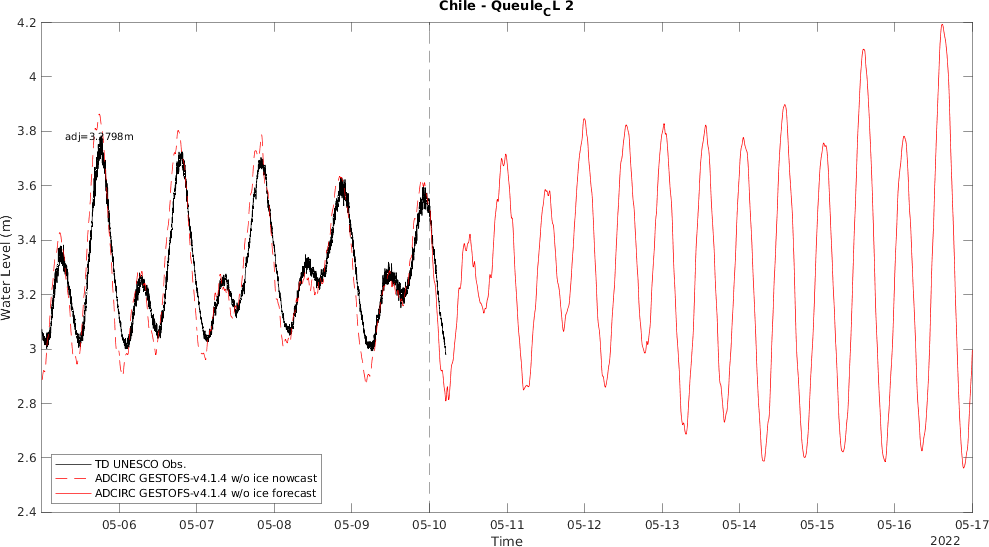 Chile - Queule_CL 2
4.2
4
3.8
3.6
3.4
3.2
3
2.8
2.6
2.4
Water Level (m)
adj=3.2798m
TD UNESCO Obs.
ADCIRC GESTOFS-v4.1.4 w/o ice nowcast
ADCIRC GESTOFS-v4.1.4 w/o ice forecast
05-06 05-07 05-08 05-09 05-10 05-11 05-12 05-13 05-14 05-15 05-16 05-17
Time
2022